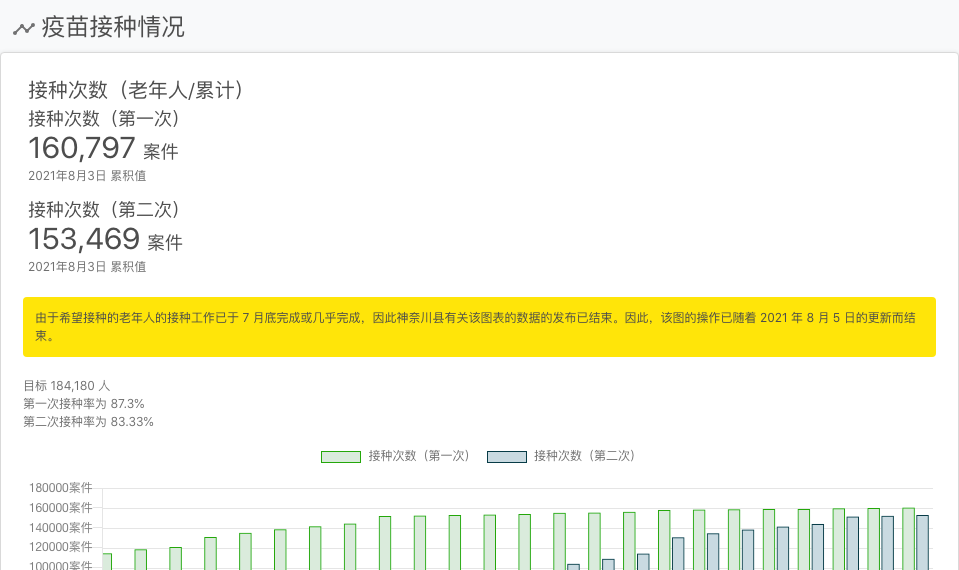 疫苗接种情况
接种次数（老年人/累计）
接种次数（第一次）
160,797 案件
2021年8月3日 累积值
接种次数（第二次）
153,469 案件
2021年8月3日 累积值
由于希望接种的老年人的接种工作已于 7 月底完成或几乎完成，因此神奈川县有关该图表的数据的发布已结束。因此，该图的操作已随着 2021 年 8 月 5 日的更新而结
束。
目标 184,180 人
第一次接种率为 87.3%
第二次接种率为 83.33%
接种次数（第一次） 接种次数（第二次）
180000案件
160000案件
140000案件
120000案件
100000案件